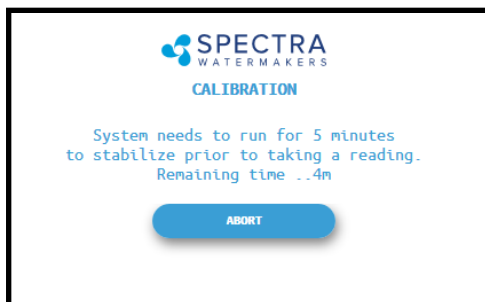 SPECTRA
WATERMAKERS
CALIBRATION
System needs to run for 5 minutes
to stabilize prior to taking a reading.
Remaining time ..4m
ABORT